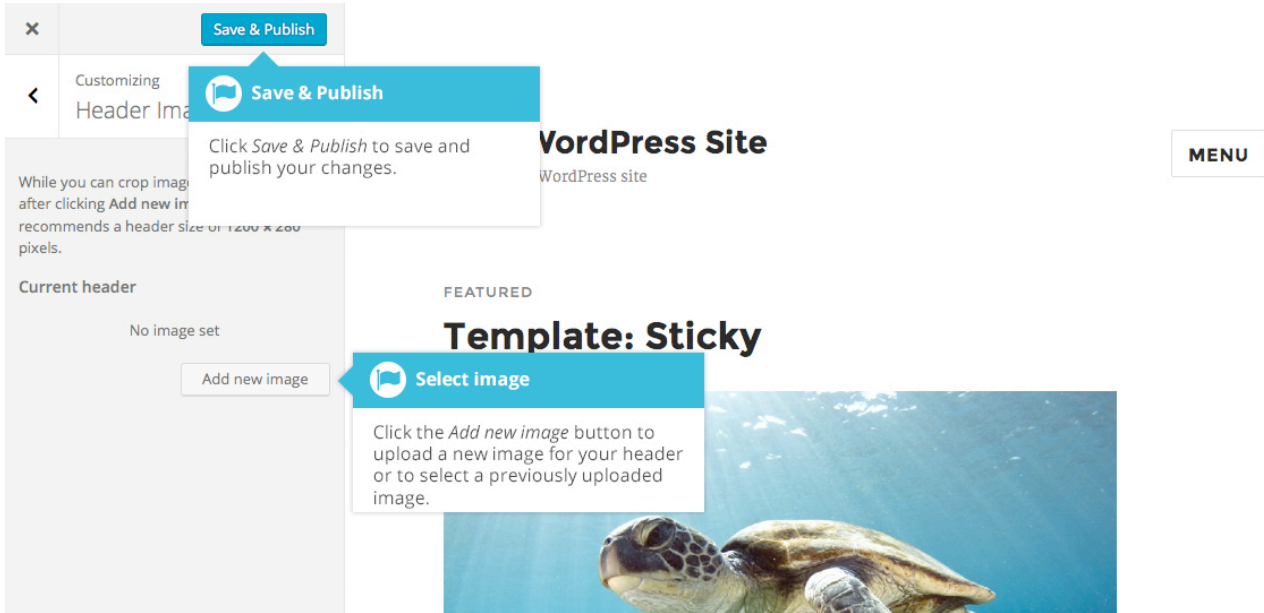 Save & Publish
Customizing
Header Ima
Save & Publish
Click Save & Publish to save and
publish your changes.
While you can crop imag
after clicking Add new im
recommends a header size of 1200 x 280
pixels.
Current header
No image set
Add new image
WordPress Site
WordPress site
MENU
FEATURED
Template: Sticky
Select image
Click the Add new image button to
upload a new image for your header
or to select a previously uploaded
image.